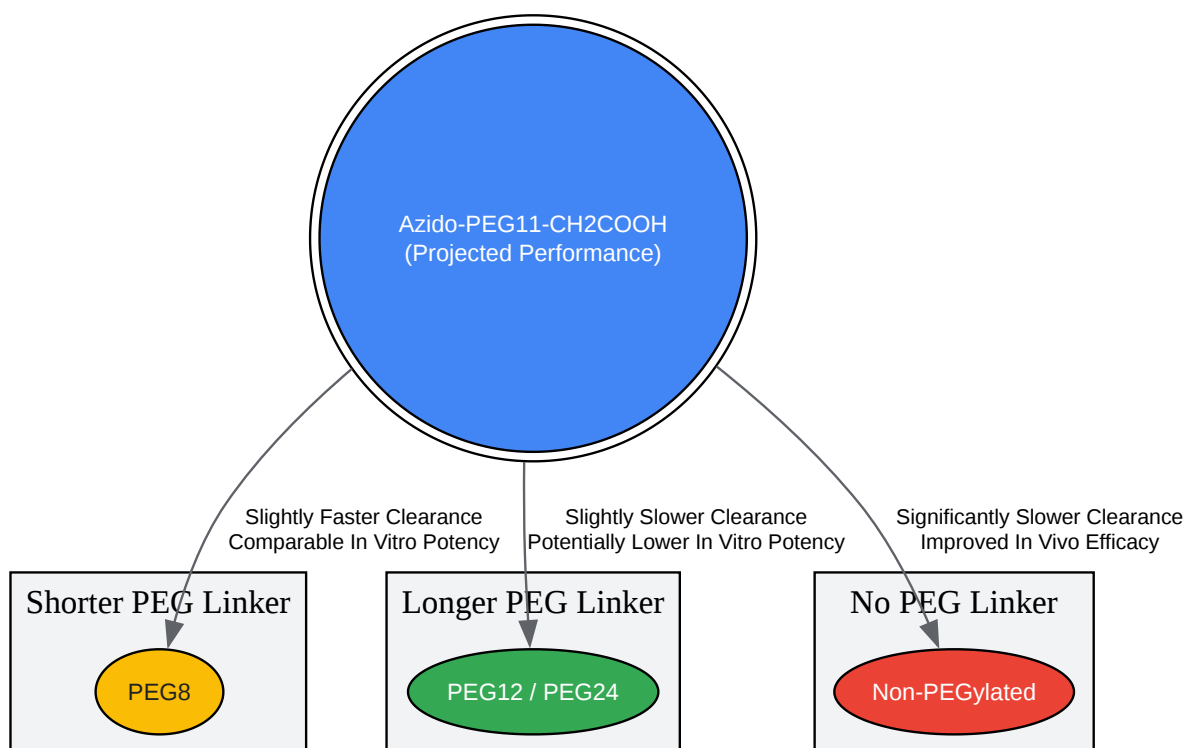 Azido-PEG11-CH2COOH
(Projected Performance)
Slightly Faster Clearance
Comparable In Vitro Potency
Slightly Slower Clearance
Potentially Lower In Vitro Potency
Significantly Slower Clearance
Improved In Vivo Efficacy
Shorter PEG Linker
Longer PEG Linker
No PEG Linker
PEG8
PEG12 / PEG24
Non-PEGylated